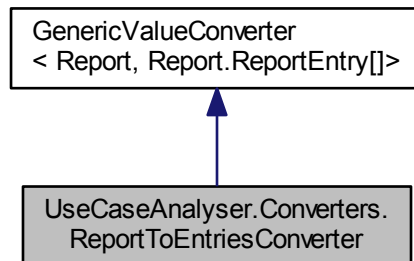 GenericValueConverter
< Report, Report.ReportEntry[]>
UseCaseAnalyser.Converters.
ReportToEntriesConverter